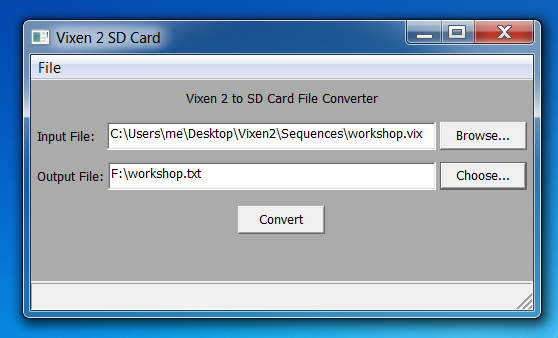 Vixen 2 SD Card
File
Vixen 2 to SD Card File Converter
Input File: C:\Users\me\Desktop\Vixen2\Sequences\workshop.vix Browse...
Output File: F:\workshop.txt Choose...
Convert